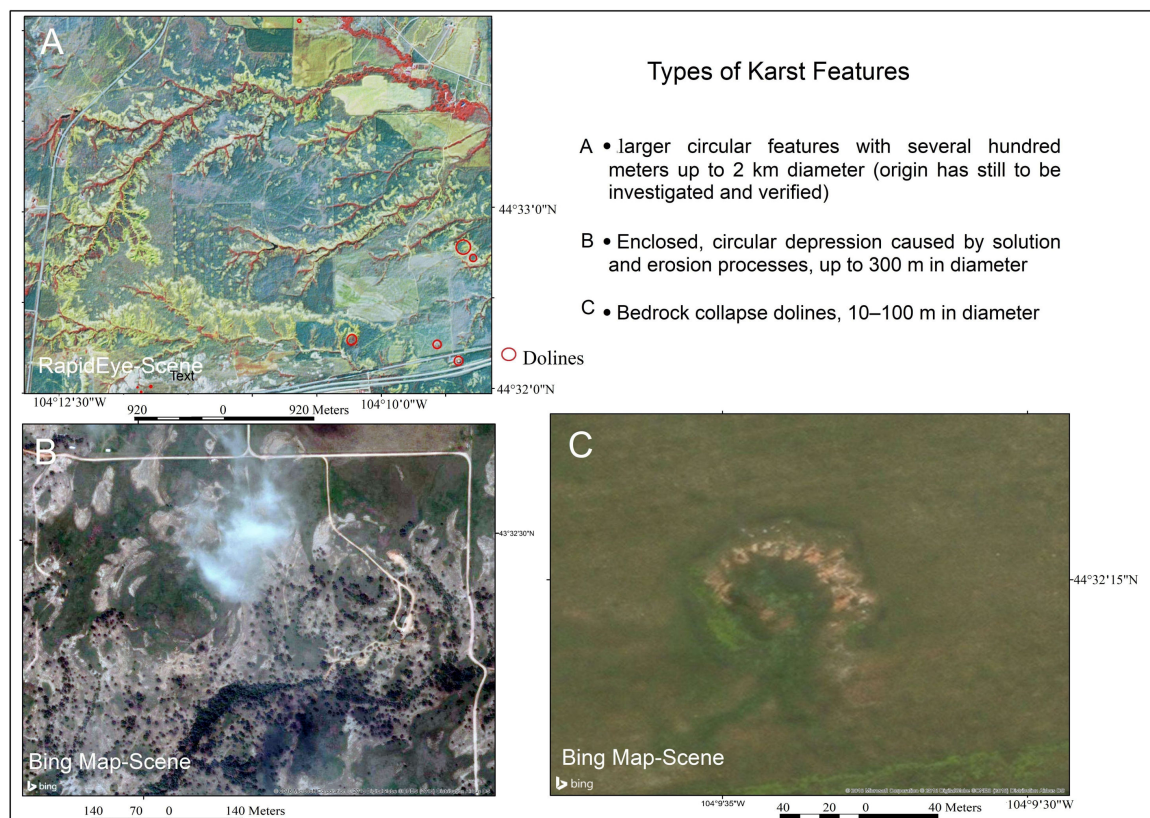 A
Types of Karst Features
A • larger circular features with several hundred
meters up to 2 km diameter (origin has still to be
investigated and verified)
B • Enclosed, circular depression caused by solution
and erosion processes, up to 300 m in diameter
C • Bedrock collapse dolines, 10–100 m in diameter
44°33'0"N
Dolines
RapidEye-Scene
Text
44°32'0"N
104°12'30"W
104°10'0"W
920 0 920 Meters
B
43°32'30"N
Bing Map-Scene
bing
140 70 0 140 Meters
C
44°32'15"N
Bing Map-Scene
bing
104°9'35"W
104°9'30"W
40 20 0 40 Meters